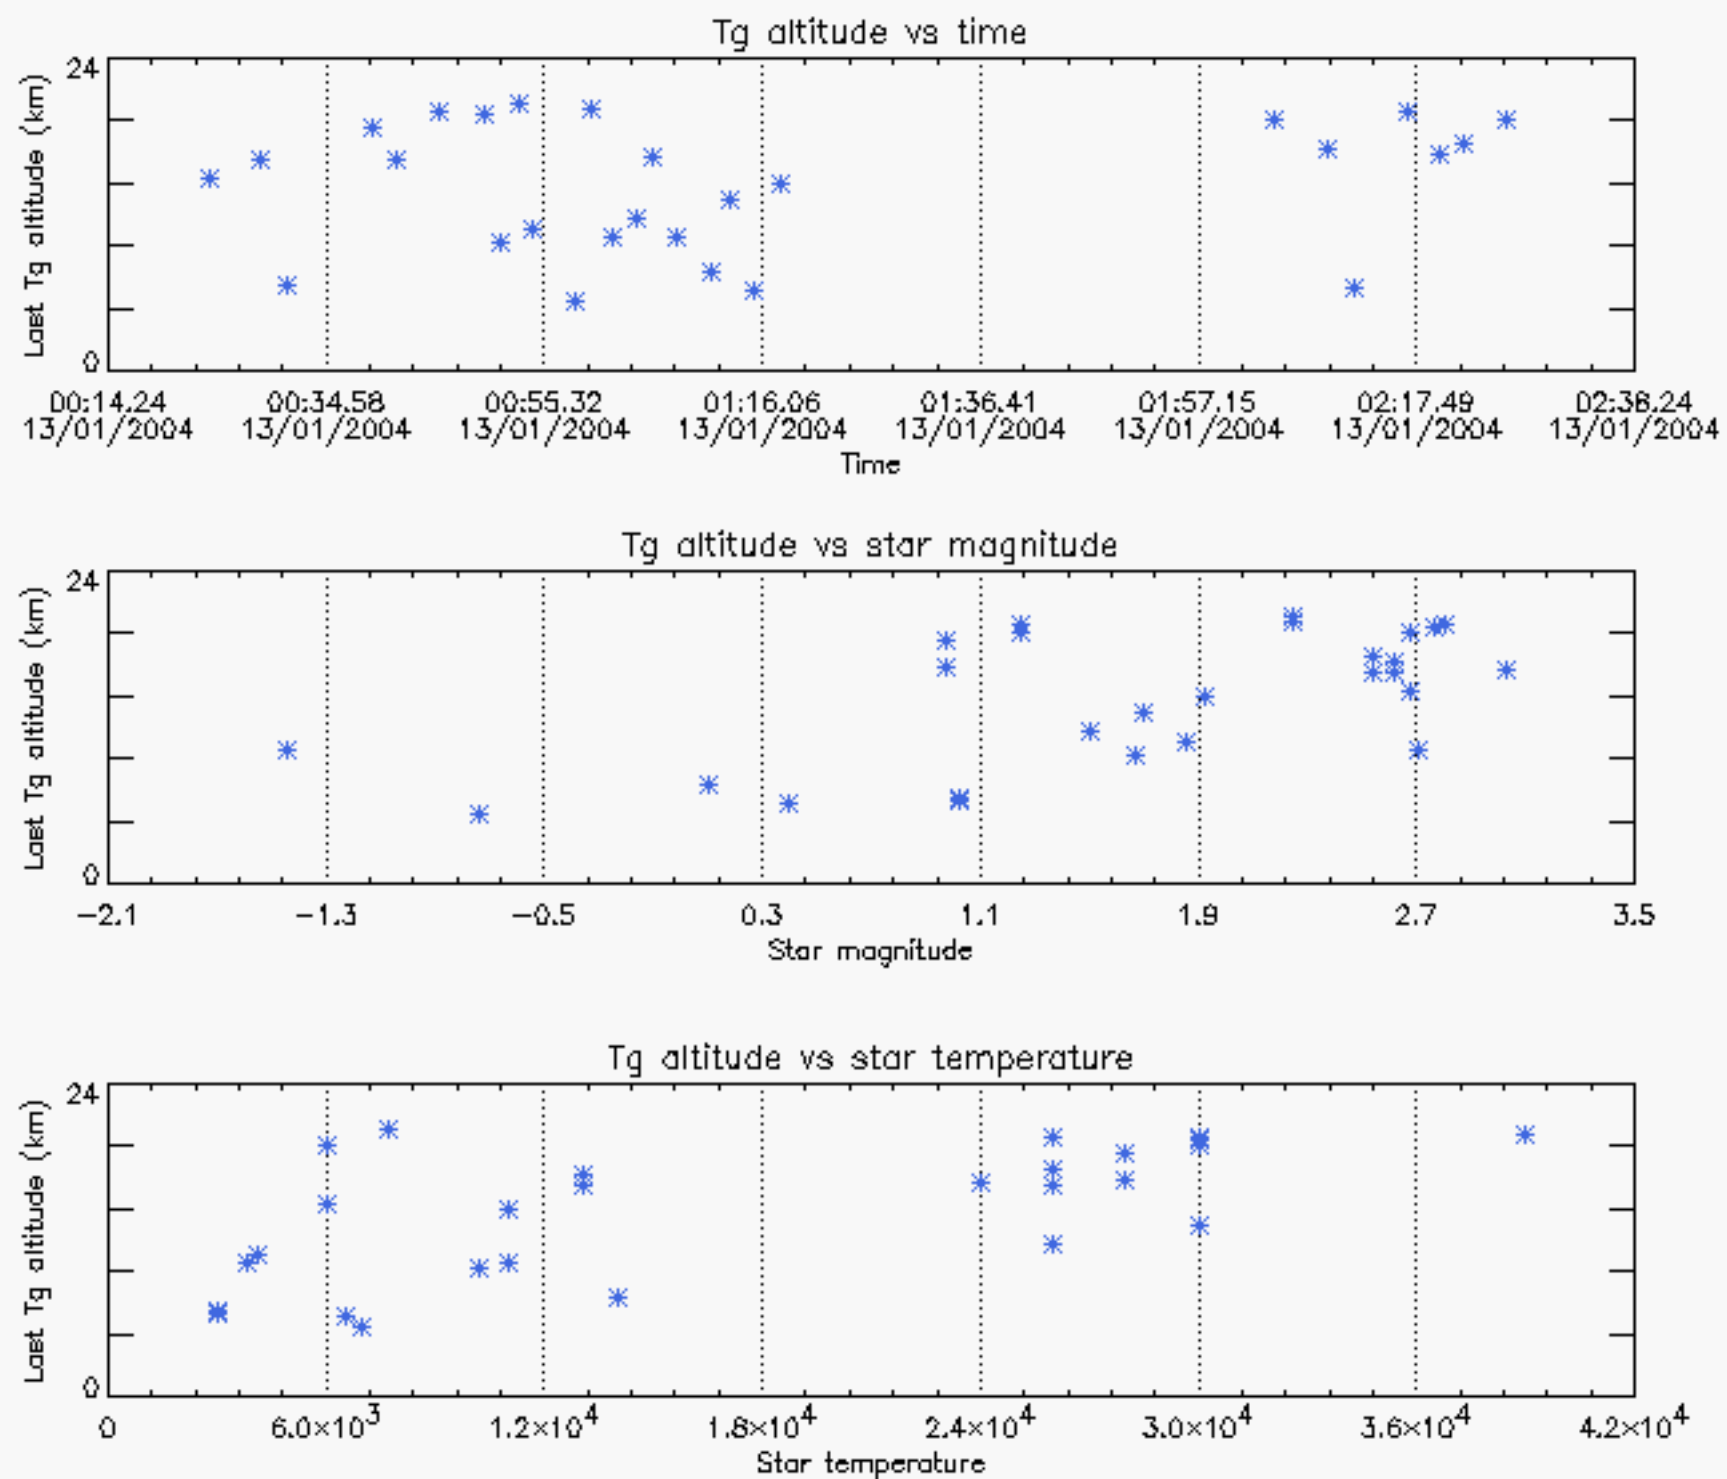 Tg altitude vs time
24
Last Tg altitude (km)
0
00:14.24 00:34.58 00:55.32 01:16.06 01:36.41 01:57.15 02:17.49 02:38.24
13/01/2004 13/01/2004 13/01/2004 13/01/2004 13/01/2004 13/01/2004 13/01/2004 13/01/2004
Time
Tg altitude vs star magnitude
24
Last Tg altitude (km)
0
−2.1 −1.3 −0.5 0.3 1.1 1.9 2.7 3.5
Star magnitude
Tg altitude vs star temperature
24
Last Tg altitude (km)
0
0 6.0×10³ 1.2×10⁴ 1.8×10⁴ 2.4×10⁴ 3.0×10⁴ 3.6×10⁴ 4.2×10⁴
Star temperature